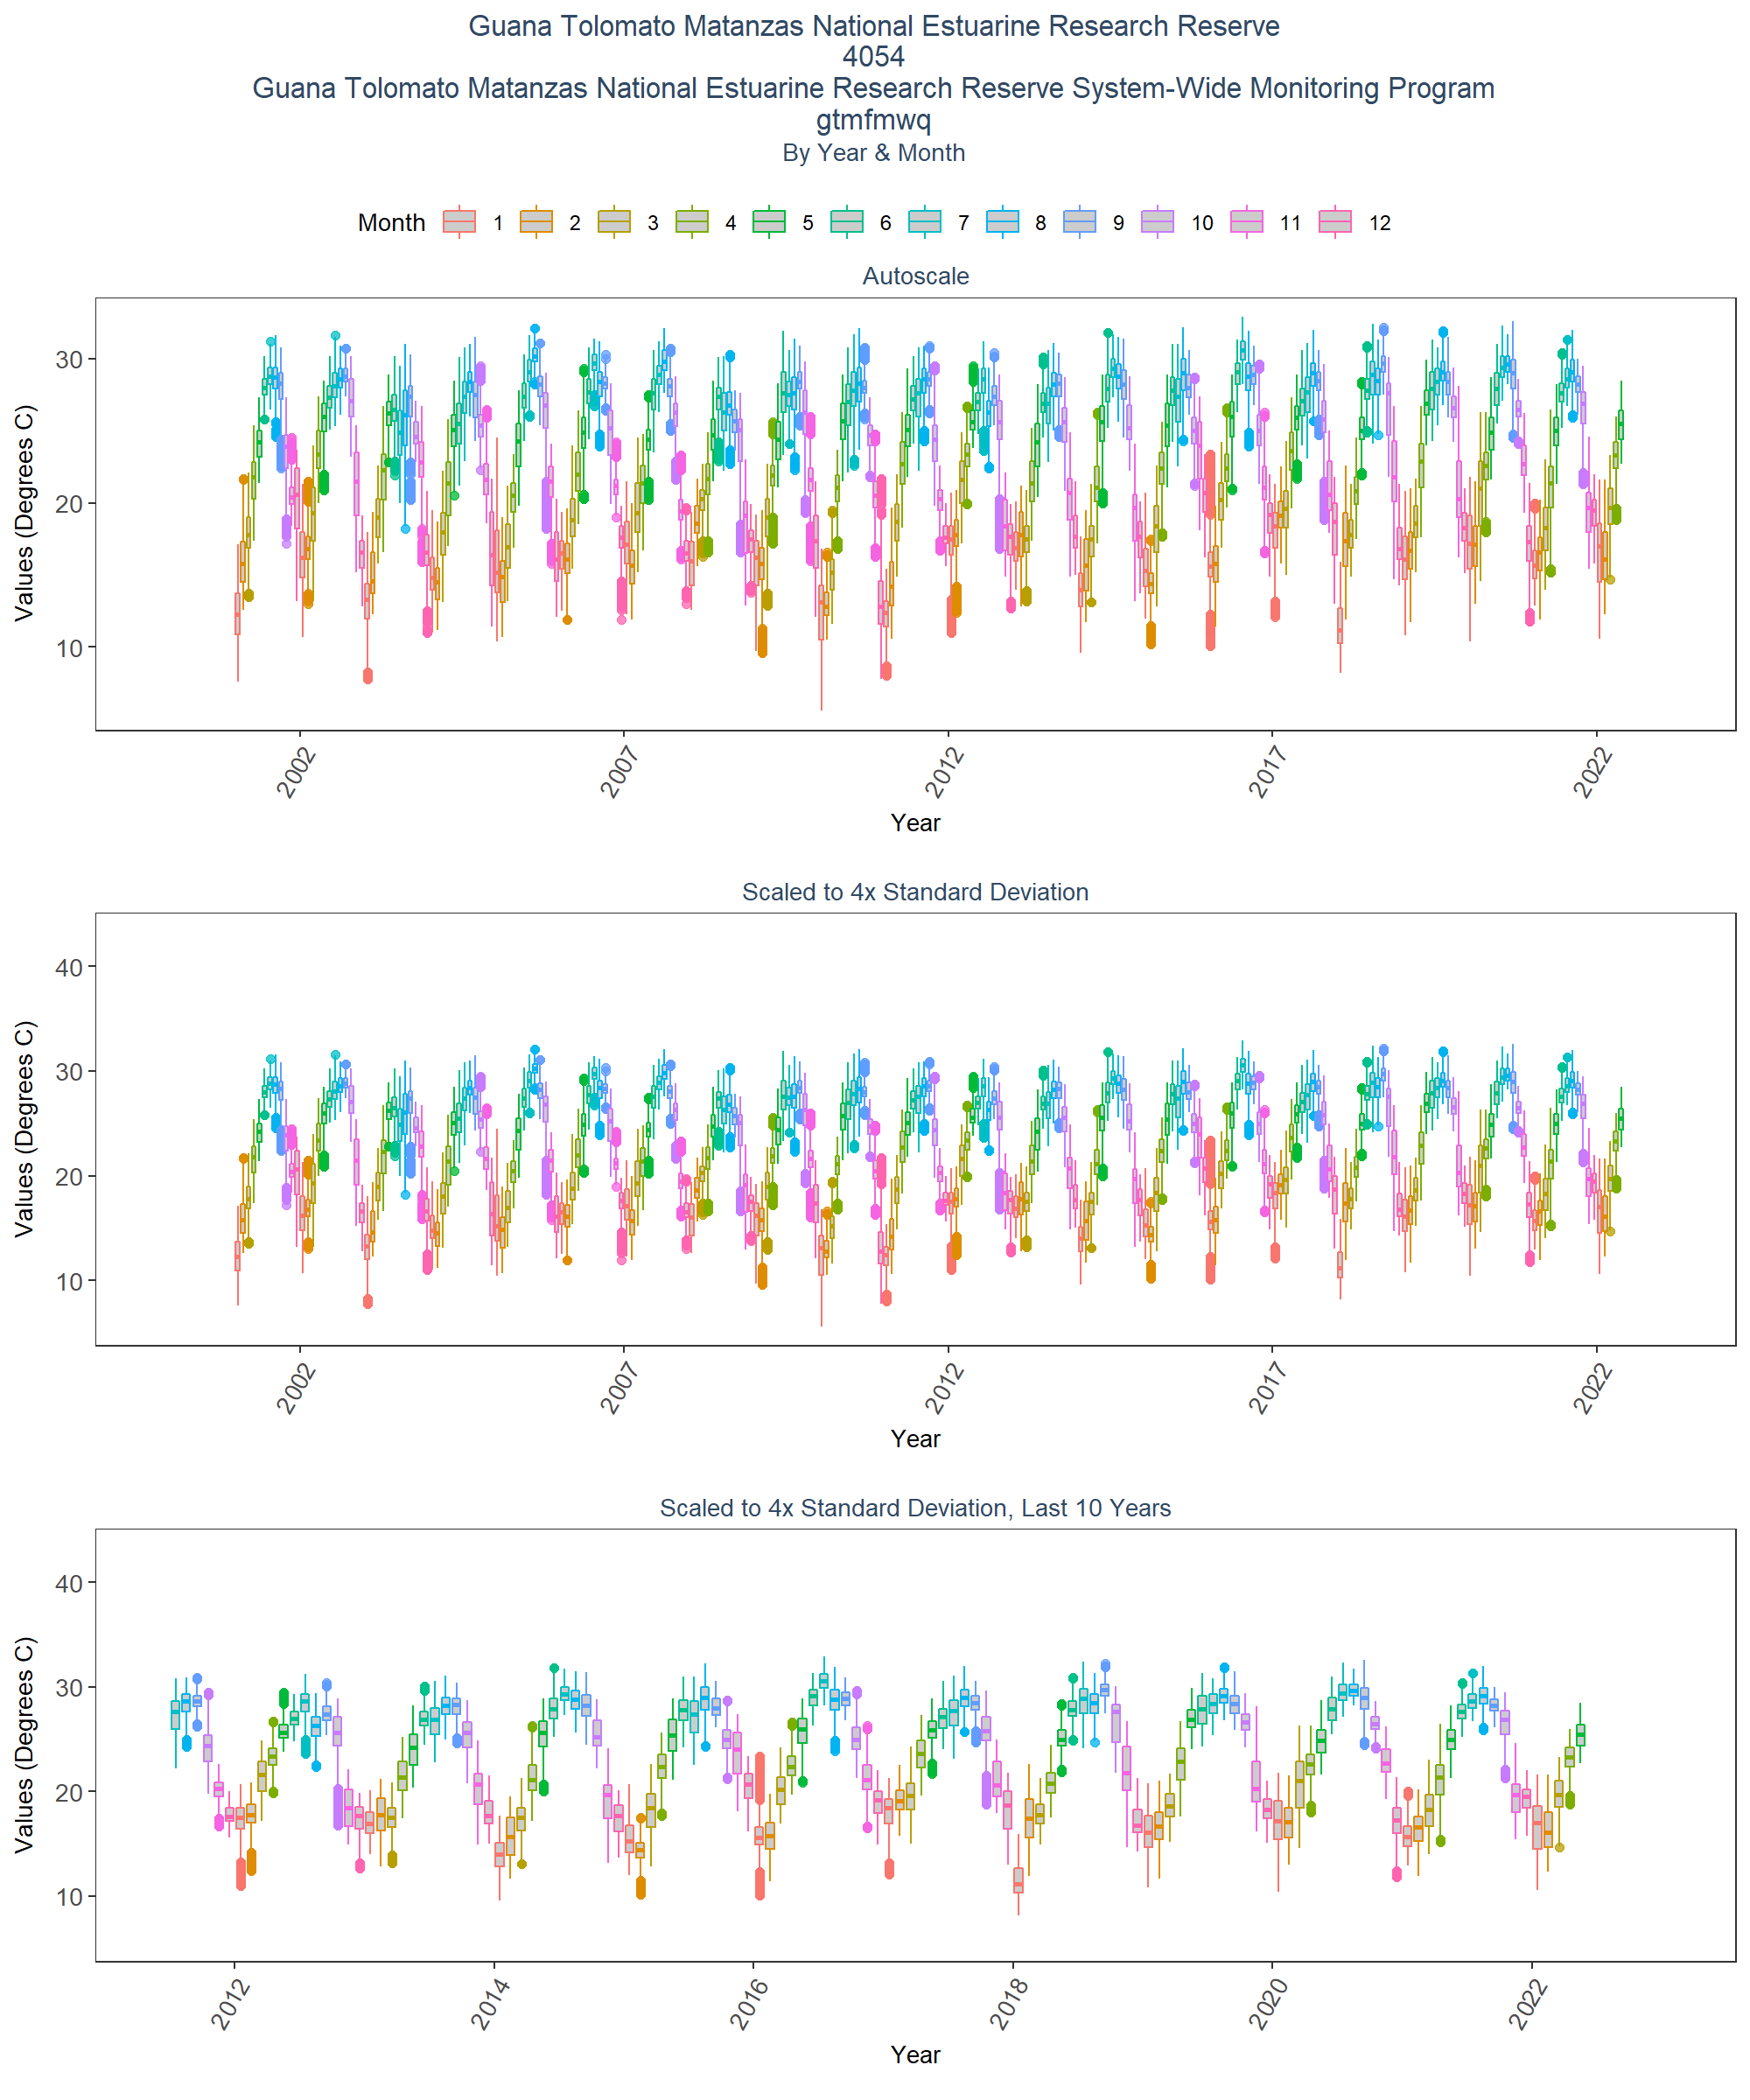 Guana Tolomato Matanzas National Estuarine Research Reserve
4054
Guana Tolomato Matanzas National Estuarine Research Reserve System-Wide Monitoring Program
gtmfmwq
By Year & Month
Month 1 2 3 4 5 6 7 8 9 10 11 12
Autoscale
Values (Degrees C)
30
20
10
2002 2007 2012 2017 2022
Year
Scaled to 4x Standard Deviation
Values (Degrees C)
40
30
20
10
2002 2007 2012 2017 2022
Year
Scaled to 4x Standard Deviation, Last 10 Years
Values (Degrees C)
40
30
20
10
2012 2014 2016 2018 2020 2022
Year